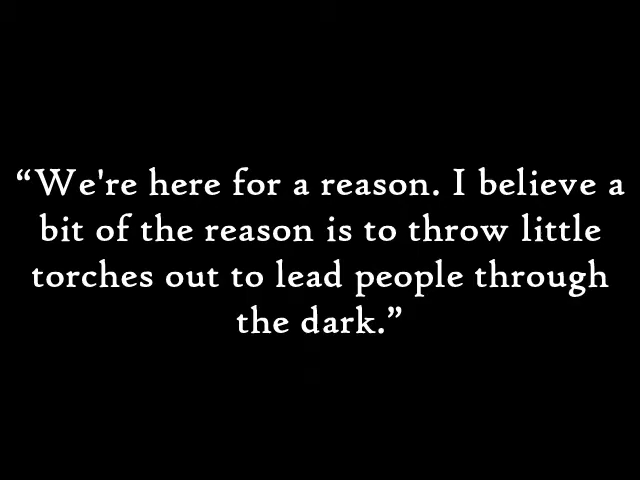 “We're here for a reason. I believe a
bit of the reason is to throw little
torches out to lead people through
the dark.”